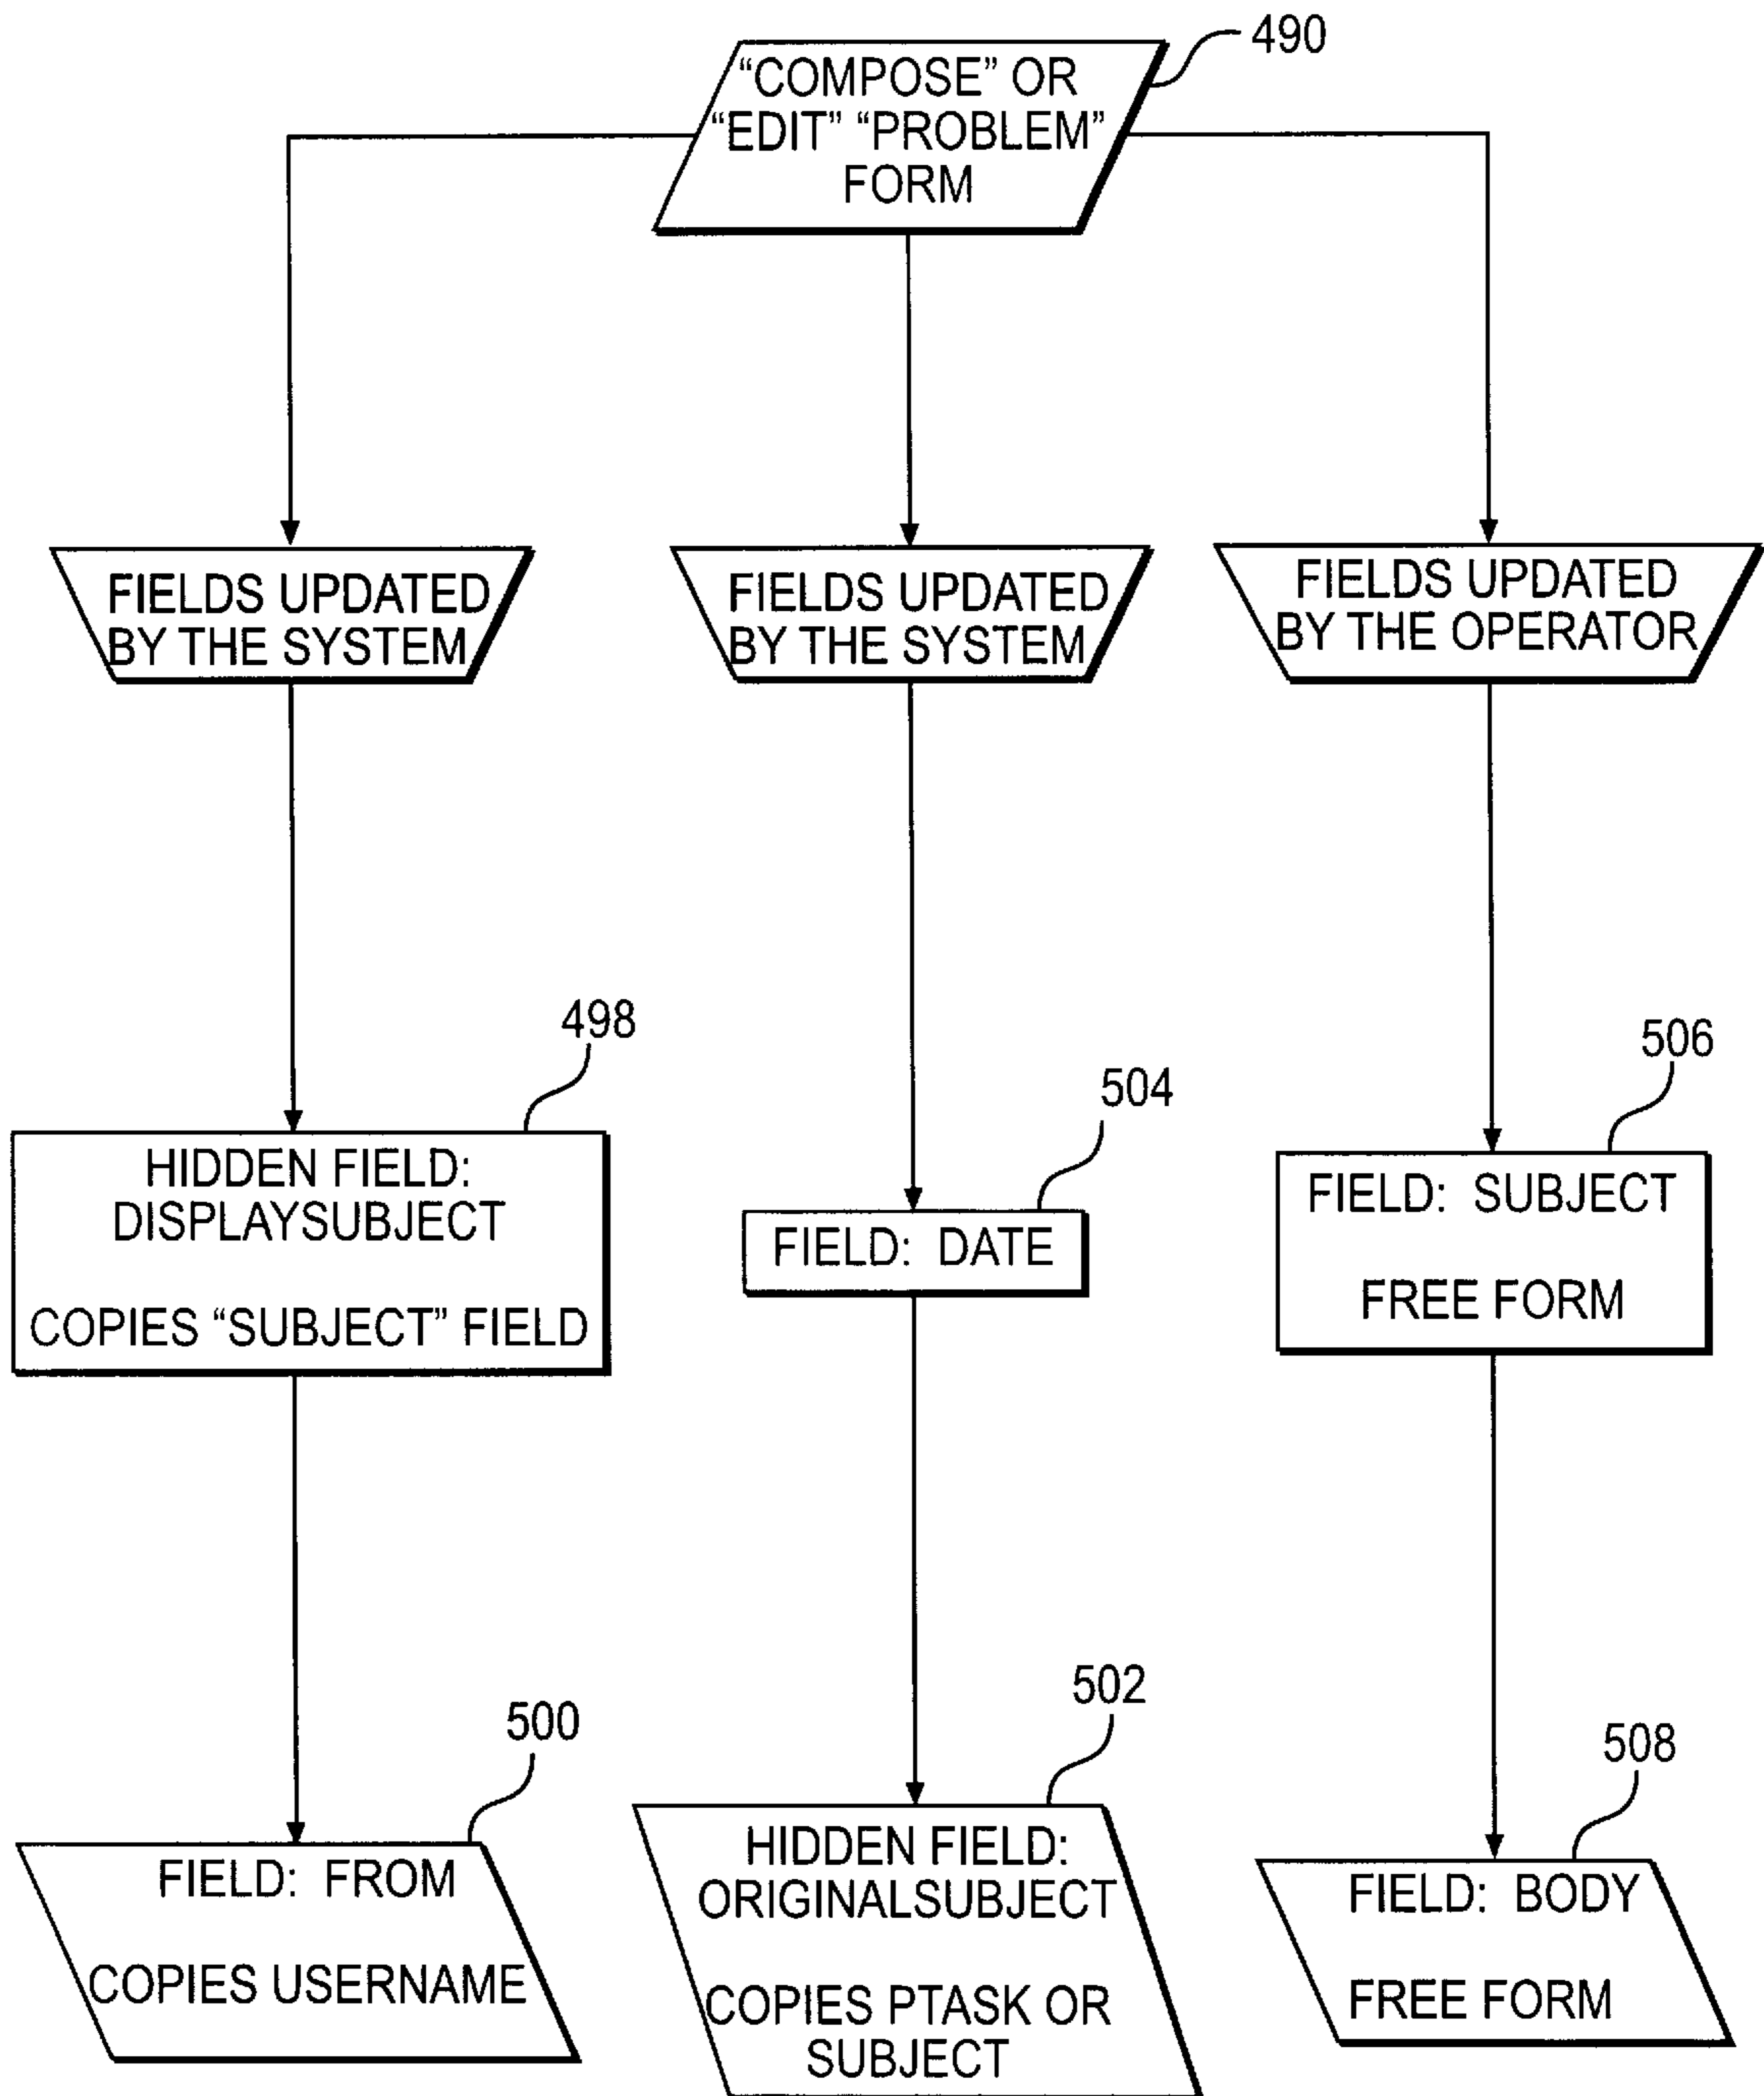 490
“COMPOSE” OR
“EDIT” “PROBLEM”
FORM
FIELDS UPDATED
BY THE SYSTEM
FIELDS UPDATED
BY THE SYSTEM
FIELDS UPDATED
BY THE OPERATOR
498
HIDDEN FIELD:
DISPLAYSUBJECT
COPIES “SUBJECT” FIELD
504
FIELD: DATE
506
FIELD: SUBJECT
FREE FORM
500
FIELD: FROM
COPIES USERNAME
502
HIDDEN FIELD:
ORIGINALSUBJECT
COPIES PTASK OR
SUBJECT
508
FIELD: BODY
FREE FORM